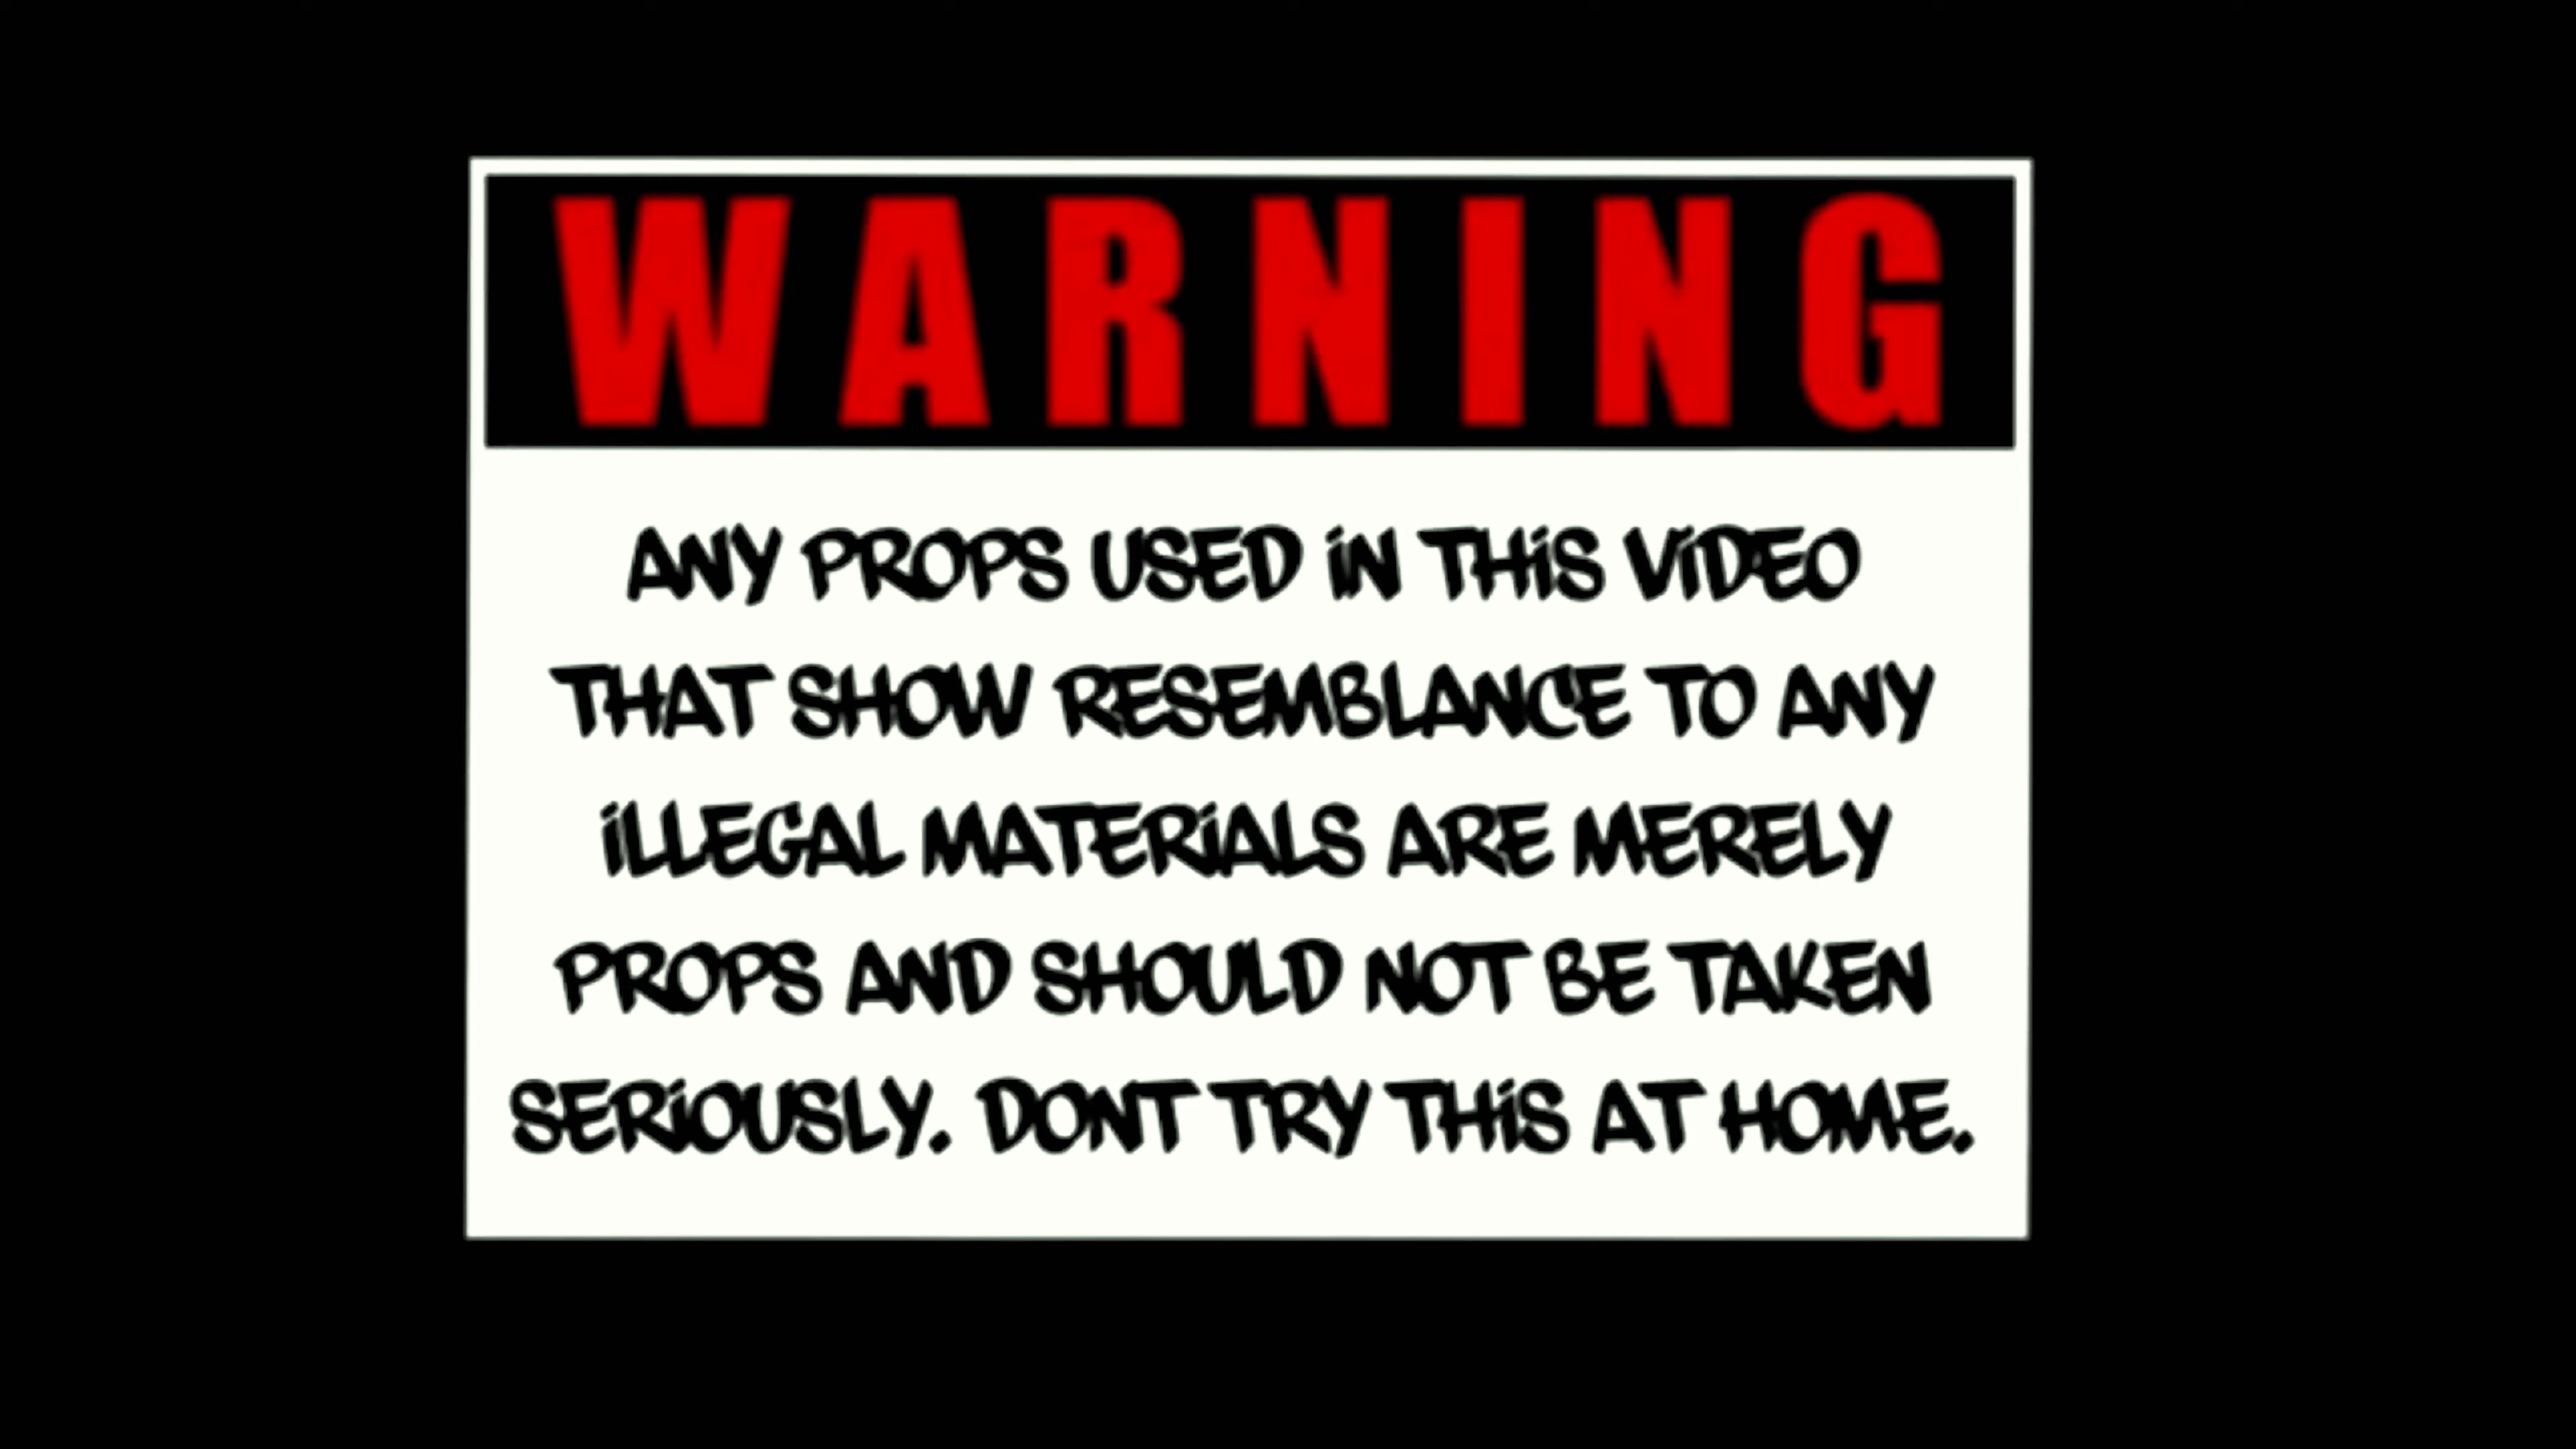 WARNING
ANY PROPS USED iN THiS ViDEO
THAT SHOW RESEMBLANCE TO ANY
iLLEGAL MATERiALS ARE MERELY
PROPS AND SHOULD NOT BE TAKEN
SERiOUSLY. DONT TRY THiS AT HOME.